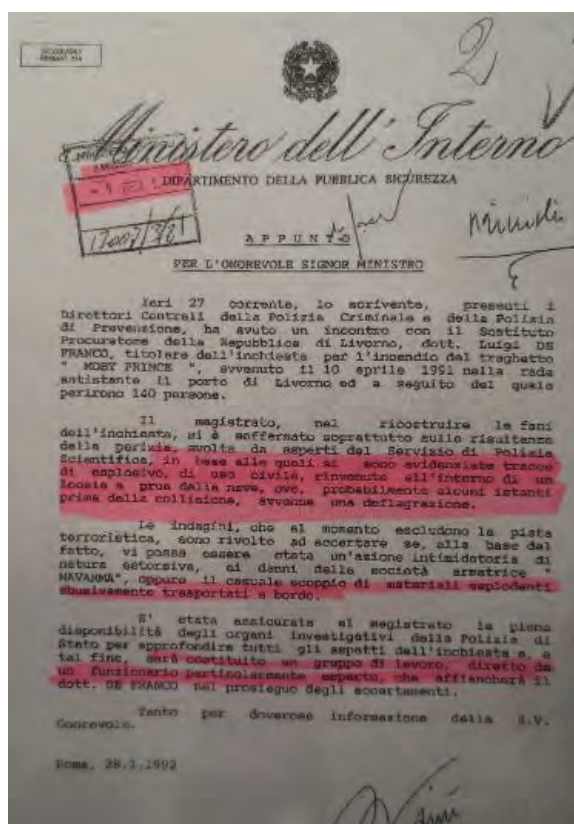 2
Ministero dell'Interno
DIPARTIMENTO DELLA PUBBLICA SICUREZZA
APPUNTO
PER L'ONOREVOLE SIGNOR MINISTRO
Ieri 27 corrente, lo scrivente, presenti i
Direttori Centrali della Polizia Criminale e della Polizia
di Prevenzione, ha avuto un incontro con il Sostituto
Procuratore della Repubblica di Livorno, dott. Luigi DE
FRANCO, titolare dell'inchiesta per l'incendio del traghetto
" MOBY PRINCE ", avvenuto il 10 aprile 1991 nella rada
antistante il porto di Livorno ed a seguito del quale
perirono 140 persone.
Il magistrato, nel ricostruire le fasi
dell'inchiesta, si è soffermato soprattutto sulle risultanze
della perizia, svolta da esperti del Servizio di Polizia
Scientifica, in base alle quali si sono evidenziate tracce
di esplosivo, di uso civile, rinvenute all'interno di un
locale a prua della nave, ove, probabilmente alcuni istanti
prima della collisione, avvenne una deflagrazione.
Le indagini, che al momento escludono la pista
terroristica, sono rivolte ad accertare se, alla base del
fatto, vi possa essere stata un'azione intimidatoria di
natura estorsiva, ai danni della società armatrice "
NAVARMA", oppure il casuale scoppio di materiali esplodenti
abusivamente trasportati a bordo.
E' stata assicurata al magistrato la piena
disponibilità degli organi investigativi della Polizia di
Stato per approfondire tutti gli aspetti dell'inchiesta e, a
tal fine, sarà costituito un gruppo di lavoro, diretto da
un funzionario particolarmente esperto, che affiancherà il
dott. DE FRANCO nel prosieguo degli accertamenti.
Tanto per doverosa informazione della S.V.
Onorevole.
Roma, 28.1.1992